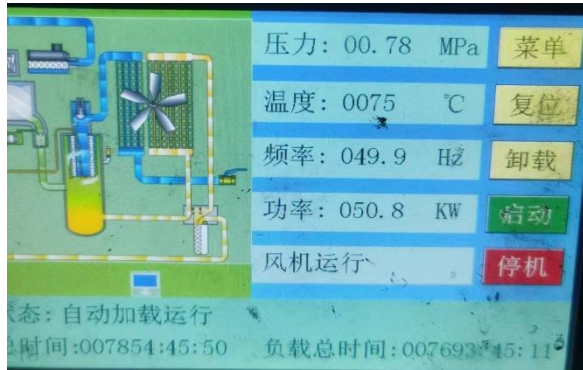 压力: 00.78 MPa 菜单
温度: 0075 ℃ 复位
频率: 049.9 HZ 卸载
功率: 050.8 KW 启动
风机运行 停机
状态: 自动加载运行
总时间:007854:45:50 负载总时间:007693:45:11